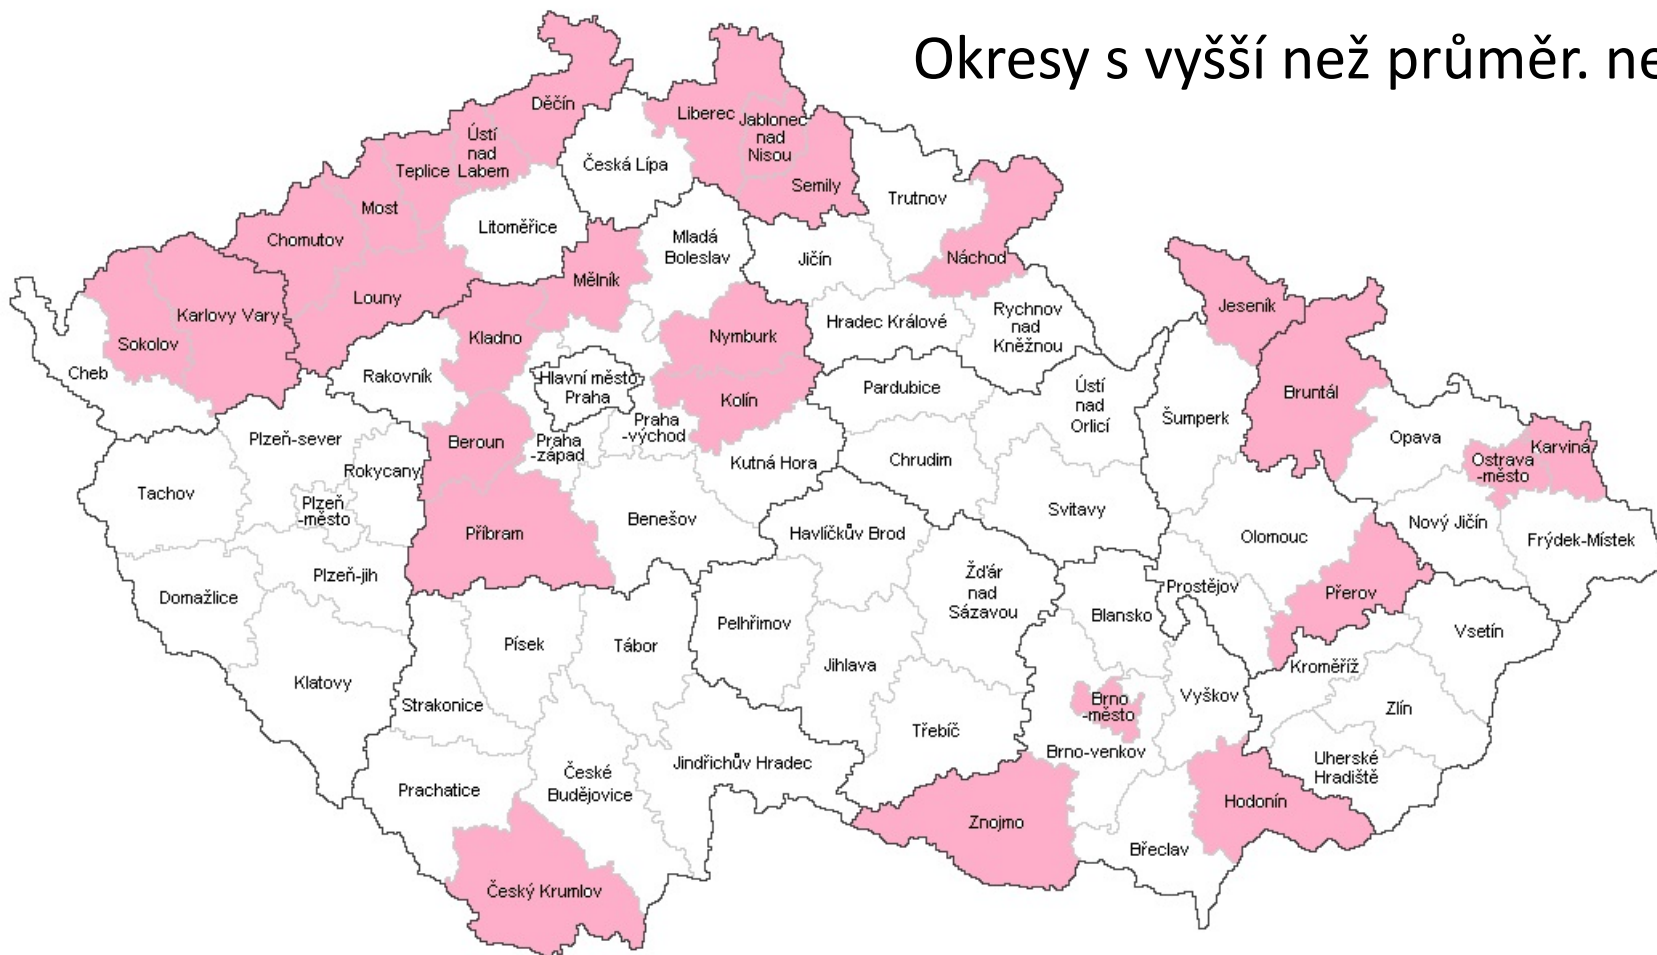 Okresy s vyšší než průměr. ne
Děčín
Liberec
Jablonec
nad
Nisou
Ústí
nad
Labem
Teplice
Česká Lípa
Semily
Trutnov
Most
Litoměřice
Chomutov
Mladá
Boleslav
Jičín
Náchod
Mělník
Louny
Karlovy Vary
Jeseník
Sokolov
Kladno
Nymburk
Hradec Králové
Rychnov
nad
Kněžnou
Cheb
Rakovník
Hlavní město
Praha
Kolín
Pardubice
Ústí
nad
Orlicí
Šumperk
Bruntál
Plzeň-sever
Beroun
Praha
-západ
Praha
-východ
Kutná Hora
Chrudim
Opava
Karviná
Ostrava
-město
Rokycany
Tachov
Plzeň
-město
Příbram
Benešov
Havlíčkův Brod
Svitavy
Olomouc
Nový Jičín
Frýdek-Místek
Plzeň-jih
Domažlice
Žďár
nad
Sázavou
Prostějov
Přerov
Blansko
Pelhřimov
Písek
Tábor
Jihlava
Vsetín
Kroměříž
Klatovy
Strakonice
Vyškov
Brno
-město
Zlín
Třebíč
Brno-venkov
Jindřichův Hradec
Uherské
Hradiště
České
Budějovice
Prachatice
Znojmo
Hodonín
Břeclav
Český Krumlov